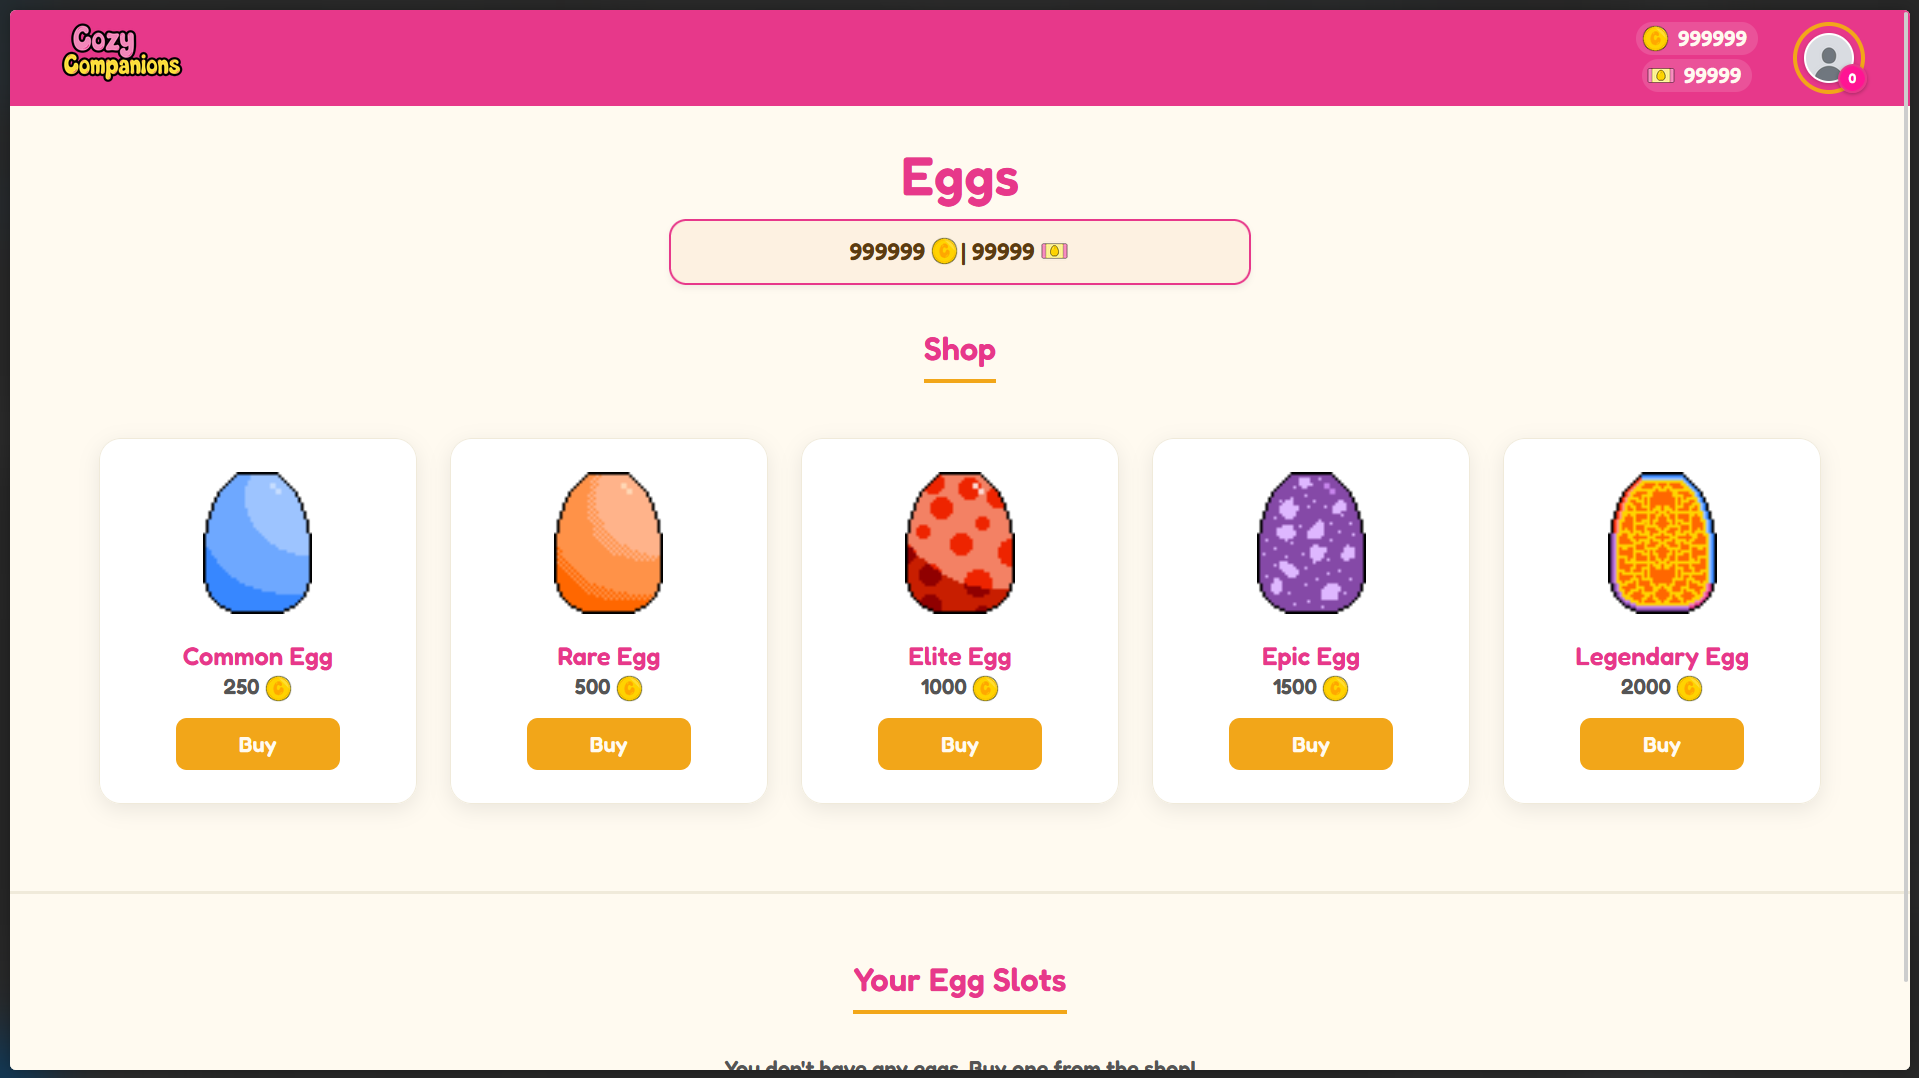 Cozy
Companions
999999
99999
0
Eggs
999999 | 99999
Shop
Common Egg
250
Buy
Rare Egg
500
Buy
Elite Egg
1000
Buy
Epic Egg
1500
Buy
Legendary Egg
2000
Buy
Your Egg Slots
You don't have any eggs. Buy one from the shop!